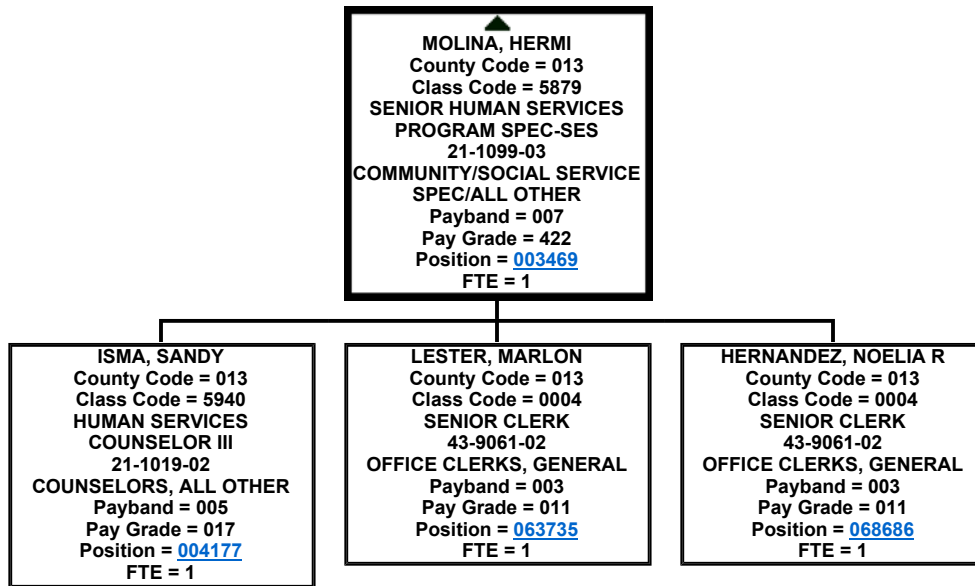 MOLINA, HERMI
County Code = 013
Class Code = 5879
SENIOR HUMAN SERVICES
PROGRAM SPEC-SES
21-1099-03
COMMUNITY/SOCIAL SERVICE
SPEC/ALL OTHER
Payband = 007
Pay Grade = 422
Position = 003469
FTE = 1
ISMA, SANDY
County Code = 013
Class Code = 5940
HUMAN SERVICES
COUNSELOR III
21-1019-02
COUNSELORS, ALL OTHER
Payband = 005
Pay Grade = 017
Position = 004177
FTE = 1
LESTER, MARLON
County Code = 013
Class Code = 0004
SENIOR CLERK
43-9061-02
OFFICE CLERKS, GENERAL
Payband = 003
Pay Grade = 011
Position = 063735
FTE = 1
HERNANDEZ, NOELIA R
County Code = 013
Class Code = 0004
SENIOR CLERK
43-9061-02
OFFICE CLERKS, GENERAL
Payband = 003
Pay Grade = 011
Position = 068686
FTE = 1